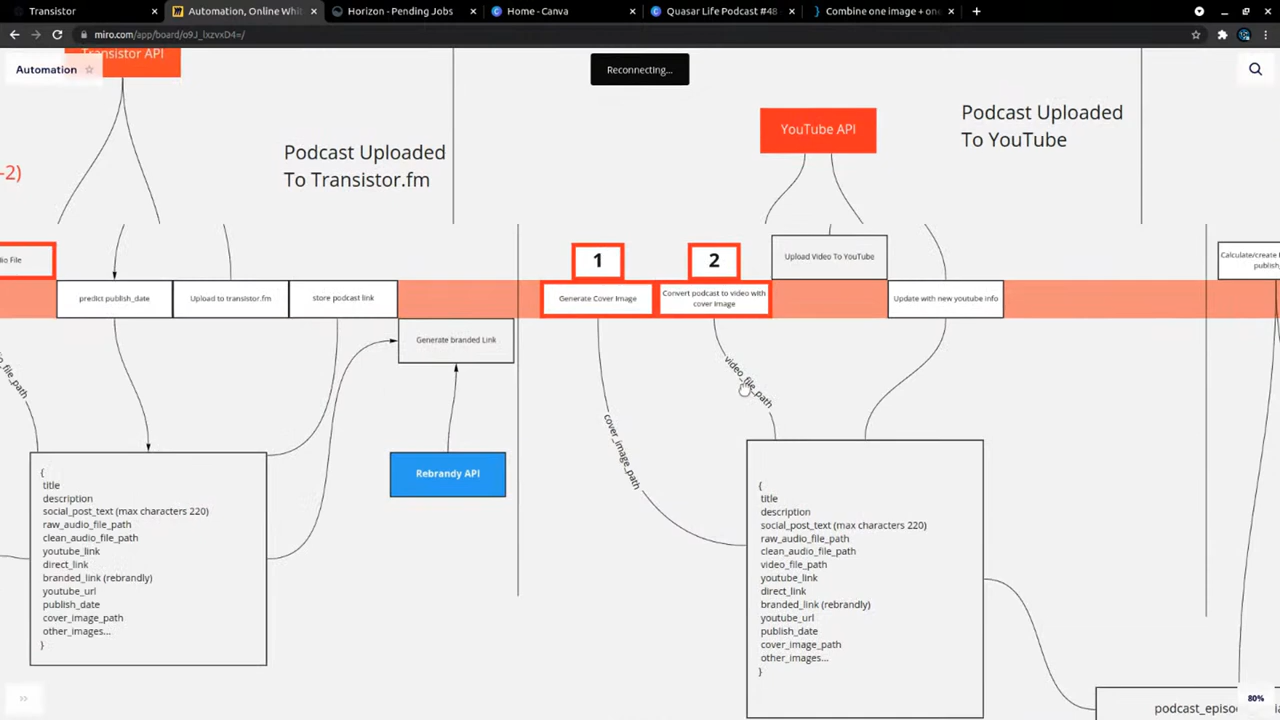 Transistor
Automation, Online Whit
Horizon - Pending Jobs
Home - Canva
Quasar Life Podcast #48
Combine one image + on
miro.com/app/board/o9J_lxzvxD4=/
Transistor API
Automation
Reconnecting...
YouTube API
Podcast Uploaded
To YouTube
Podcast Uploaded
To Transistor.fm
-2)
1
2
Upload Video To YouTube
Calculate/create
publish_
dio File
predict publish_date
Upload to transistor.fm
store podcast link
Generate Cover Image
Convert podcast to video with
cover Image
Update with new youtube info
Generate branded Link
_file_path
video_file_path
cover_image_path
Rebrandy API
{
title
description
social_post_text (max characters 220)
raw_audio_file_path
clean_audio_file_path
youtube_link
direct_link
branded_link (rebrandly)
youtube_url
publish_date
cover_image_path
other_images...
}
{
title
description
social_post_text (max characters 220)
raw_audio_file_path
clean_audio_file_path
video_file_path
youtube_link
direct_link
branded_link (rebrandly)
youtube_url
publish_date
cover_image_path
other_images...
}
80%